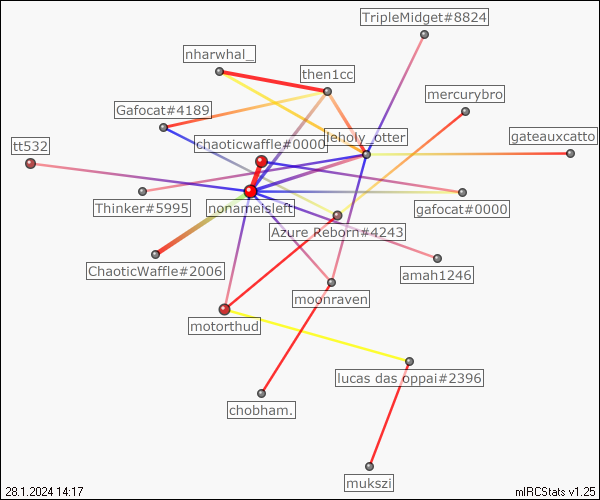 TripleMidget#8824
nharwhal_
then1cc
mercurybro
Gafocat#4189
leholy_otter
gateauxcatto
chaoticwaffle#0000
tt532
Thinker#5995
nonameisleft
gafocat#0000
Azure Reborn#4243
ChaoticWaffle#2006
amah1246
moonraven
motorthud
lucas das oppai#2396
chobham.
mukszi
28.1.2024 14:17
mIRCStats v1.25